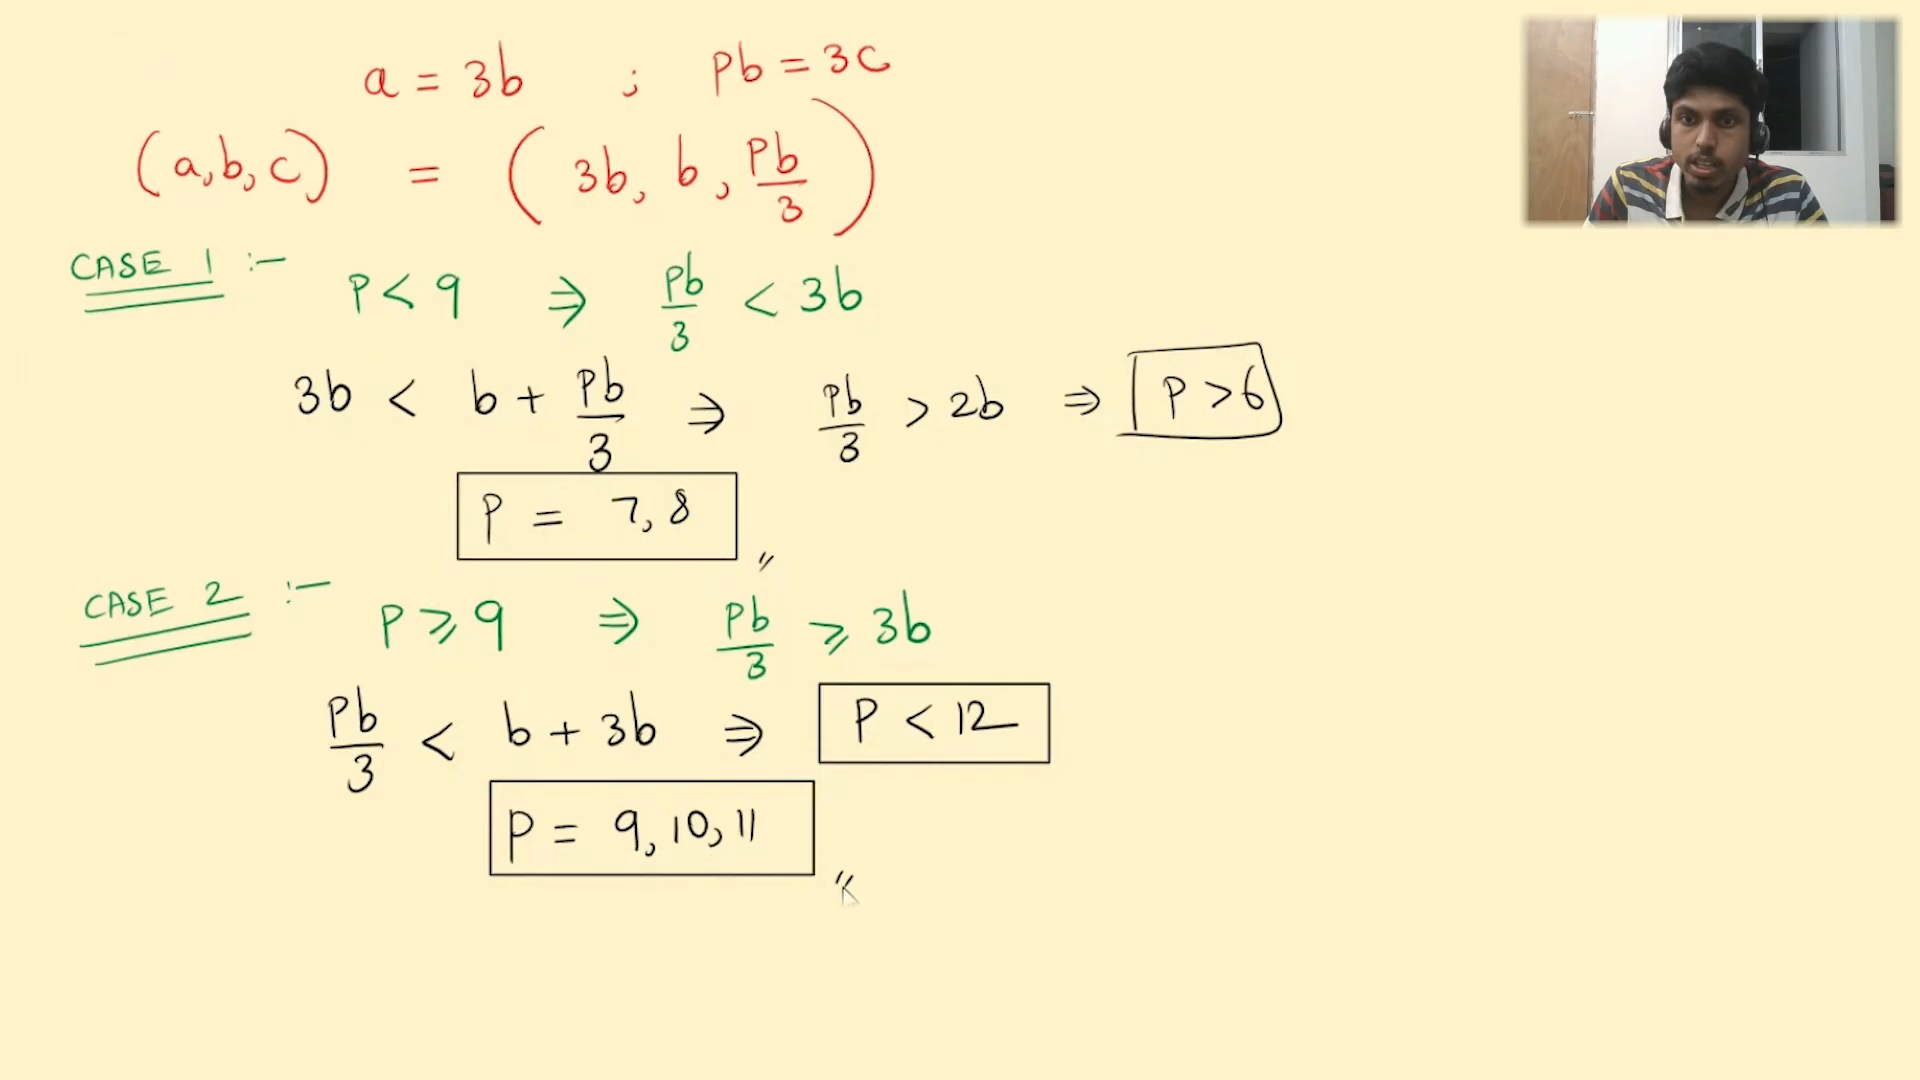 a = 3b ; pb = 3c
(a,b,c) = (3b, b, pb/3)
CASE 1 :-
p < 9 ⇒ pb/3 < 3b
3b < b + pb/3 ⇒ pb/3 > 2b ⇒ p > 6
p = 7, 8
CASE 2 :-
p ⩾ 9 ⇒ pb/3 ⩾ 3b
pb/3 < b + 3b ⇒ p < 12
p = 9, 10, 11